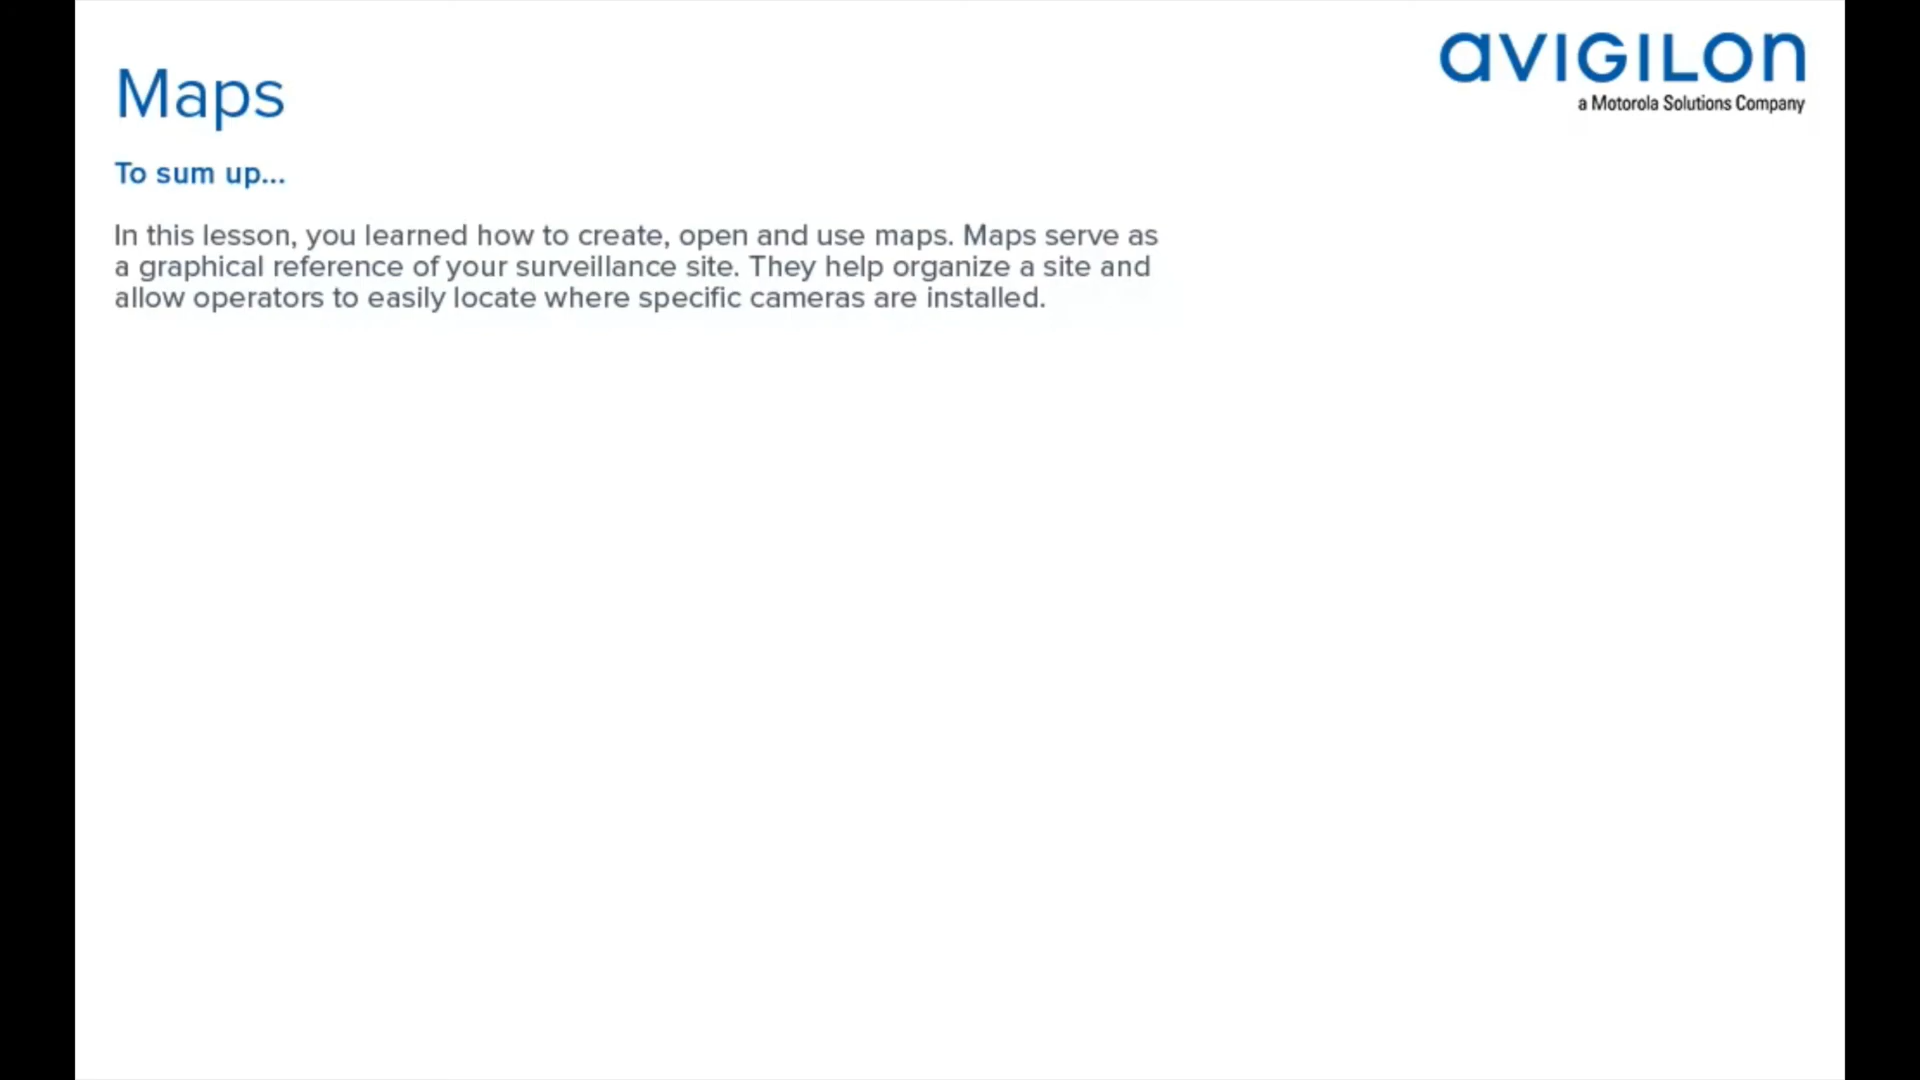 Maps
avigilon
a Motorola Solutions Company
To sum up...
In this lesson, you learned how to create, open and use maps. Maps serve as
a graphical reference of your surveillance site. They help organize a site and
allow operators to easily locate where specific cameras are installed.